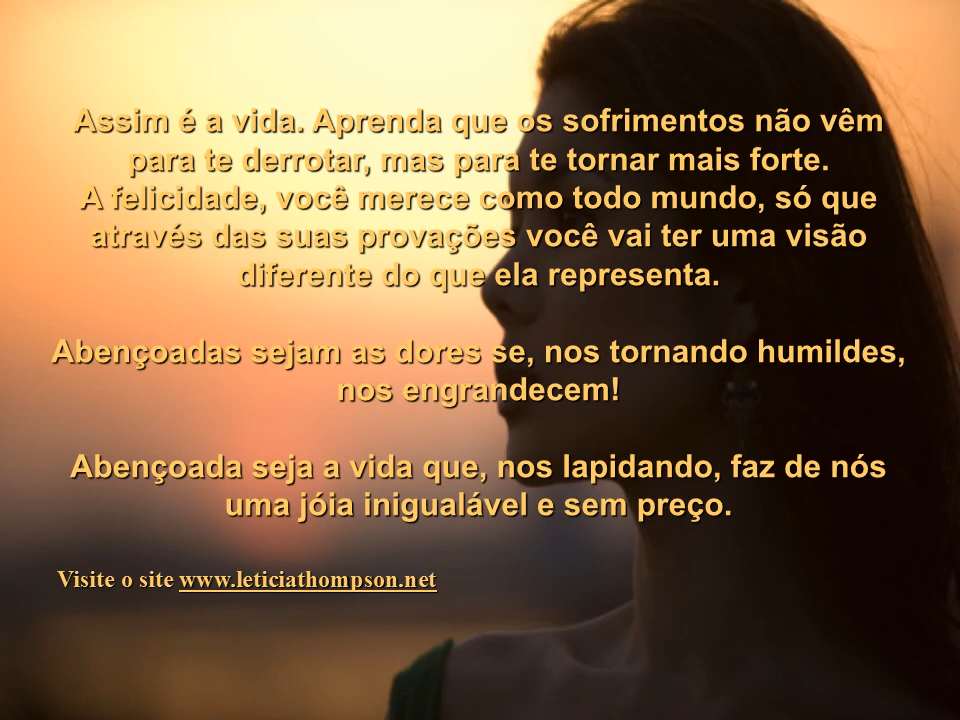 Assim é a vida. Aprenda que os sofrimentos não vêm
para te derrotar, mas para te tornar mais forte.
A felicidade, você merece como todo mundo, só que
através das suas provações você vai ter uma visão
diferente do que ela representa.
Abençoadas sejam as dores se, nos tornando humildes,
nos engrandecem!
Abençoada seja a vida que, nos lapidando, faz de nós
uma jóia inigualável e sem preço.
Visite o site www.leticiathompson.net